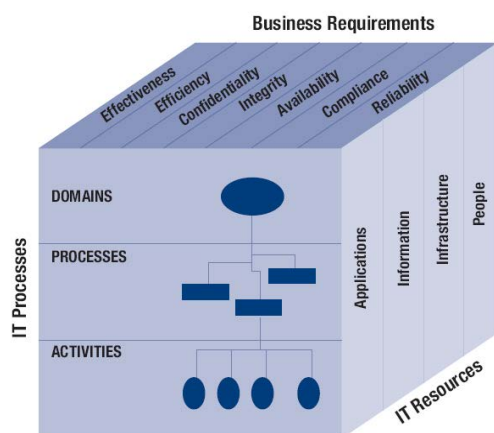 Business Requirements
Effectiveness
Efficiency
Confidentiality
Integrity
Availability
Compliance
Reliability
IT Processes
DOMAINS
PROCESSES
ACTIVITIES
Applications
Information
Infrastructure
People
IT Resources